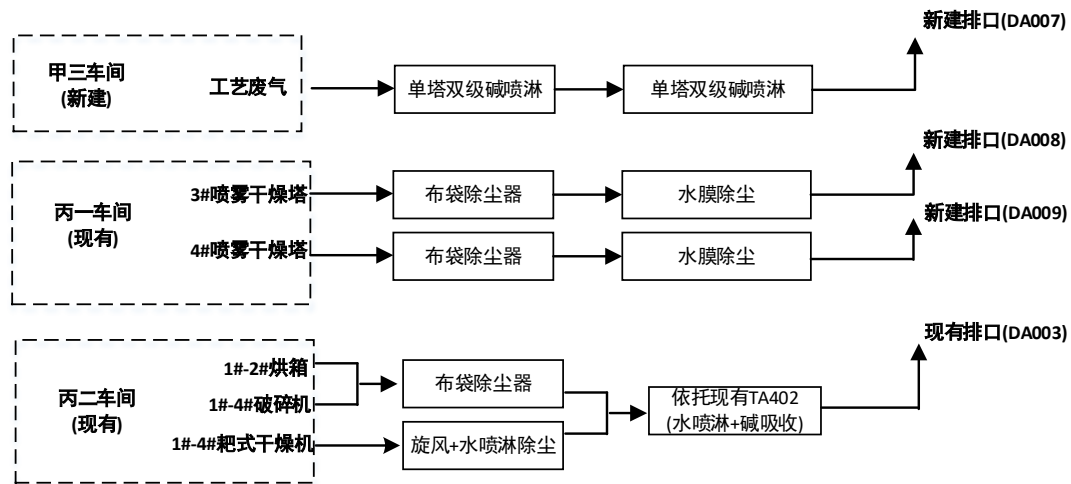 新建排口(DA007)
甲三车间
(新建)
工艺废气
单塔双级碱喷淋
单塔双级碱喷淋
新建排口(DA008)
3#喷雾干燥塔
布袋除尘器
水膜除尘
丙一车间
(现有)
新建排口(DA009)
4#喷雾干燥塔
布袋除尘器
水膜除尘
现有排口(DA003)
1#-2#烘箱
布袋除尘器
丙二车间
(现有)
1#-4#破碎机
依托现有TA402
(水喷淋+碱吸收)
1#-4#耙式干燥机
旋风+水喷淋除尘